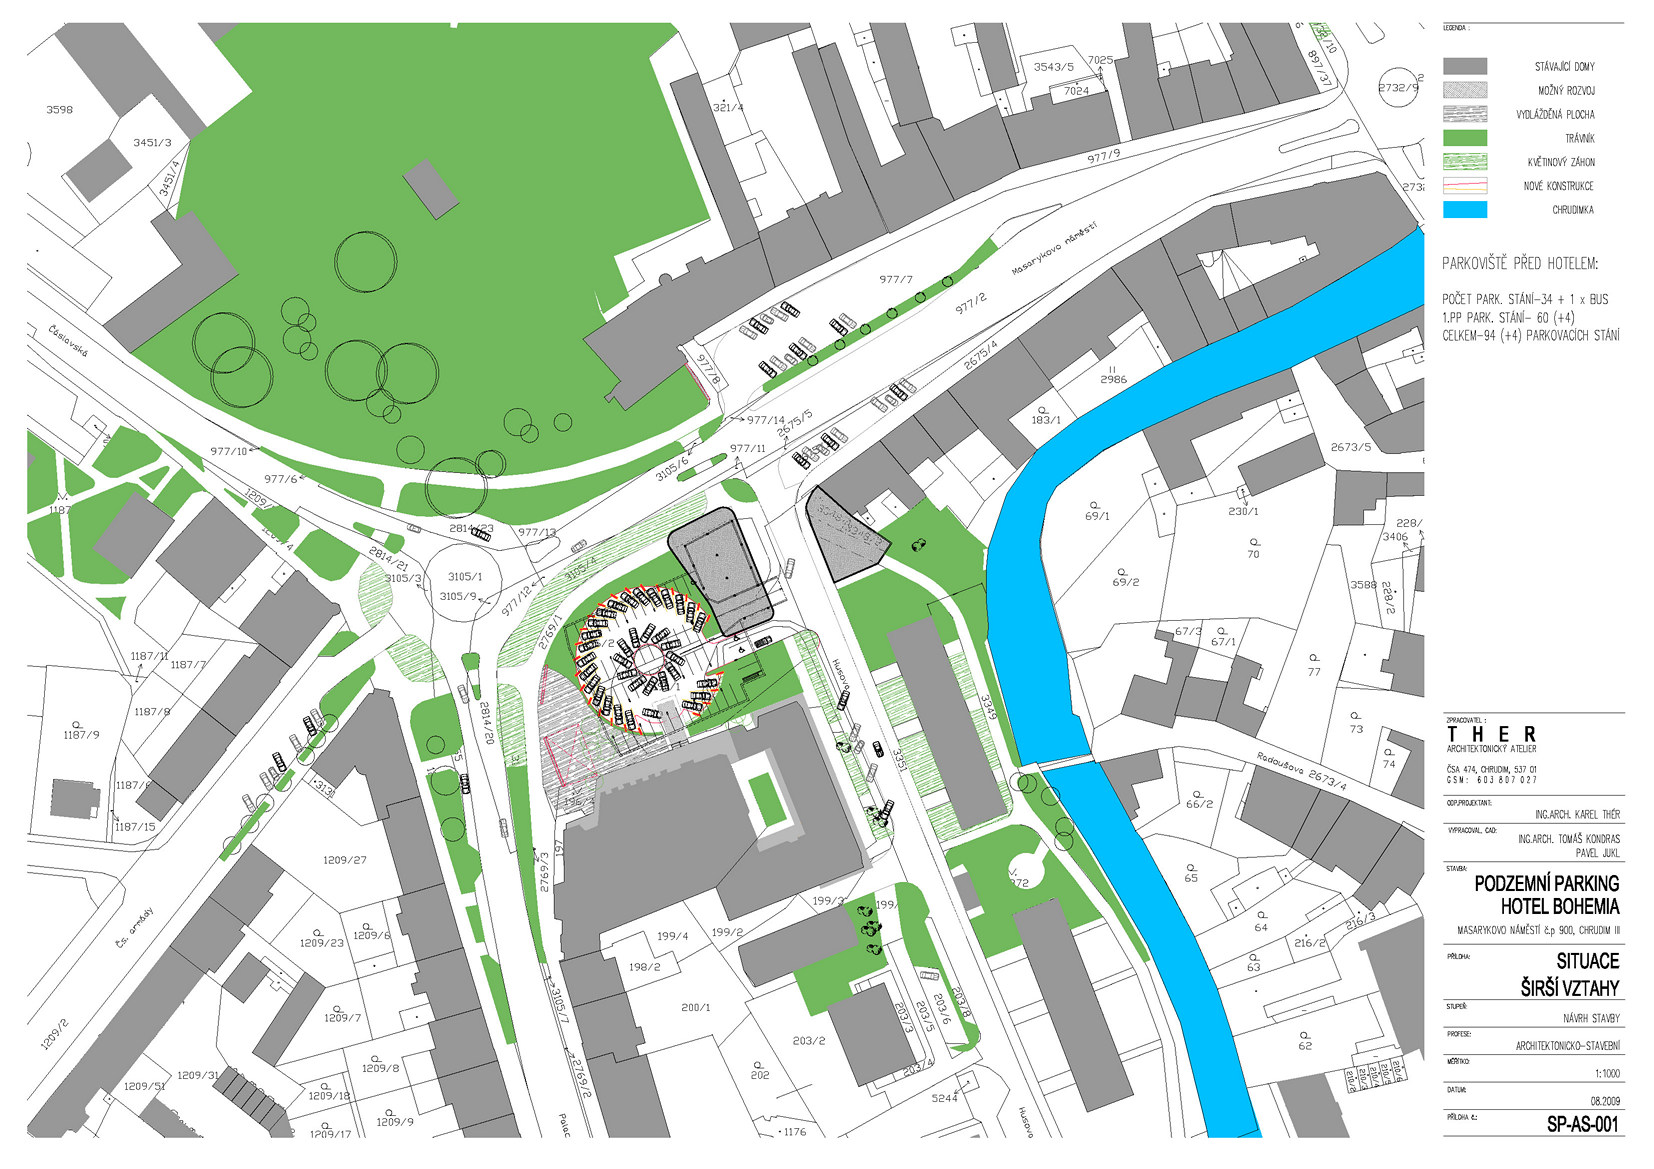 LEGENDA :
STÁVAJÍCÍ DOMY
MOŽNÝ ROZVOJ
VYDLÁŽDĚNÁ PLOCHA
TRÁVNÍK
KVĚTINOVÝ ZÁHON
NOVÉ KONSTRUKCE
CHRUDIMKA
PARKOVIŠTĚ PŘED HOTELEM:
POČET PARK. STÁNÍ-34 + 1 x BUS
1.PP PARK. STÁNÍ- 60 (+4)
CELKEM-94 (+4) PARKOVACÍCH STÁNÍ
ZPRACOVATEL :
THER
ARCHITEKTONICKÝ ATELIER
ČSA 474, CHRUDIM, 537 01
GSM: 603 807 027
ODP.PROJEKTANT:
ING.ARCH. KAREL THÉR
VYPRACOVAL, CAD:
ING.ARCH. TOMÁŠ KONDRAS
PAVEL JUKL
STAVBA:
PODZEMNÍ PARKING
HOTEL BOHEMIA
MASARYKOVO NÁMĚSTÍ č.p 900, CHRUDIM III
PŘÍLOHA:
SITUACE
ŠIRŠÍ VZTAHY
STUPEŇ:
NÁVRH STAVBY
PROFESE:
ARCHITEKTONICKO-STAVEBNÍ
MĚŘÍTKO:
1:1000
DATUM:
08.2009
PŘÍLOHA č.:
SP-AS-001
3598
3451/3
3451/4
321/4
3543/5
7025
7024
897/37
2732/9
977/9
977/7
Masarykovo náměstí
977/2
2675/4
977/8
977/14
2675/5
977/11
3105/6
2986
183/1
Čáslavská
977/10
977/6
2814/23
977/13
2814/21
3105/3
3105/1
3105/9
977/12
3105/4
2769/1
1187/11
1187/7
1187/8
1187/9
1187/15
3131
2814/20
1209/27
1209/23
1209/6
1209/7
1209/8
1209/18
1209/17
1209/9
1209/31
1209/51
1209/2
Čs. armády
2769/3
197
3105/7
2769/2
199/4
199/2
199/3
198/2
200/1
203/2
202
203/3
203/5
203/6
203/8
203/4
5244
1176
Husova
3351
3349
69/1
69/2
70
230/1
2673/5
3406
3588
228/2
67/3
67/1
77
73
74
Radoušova 2673/4
66/2
65
64
63
62
216/2
216/3
210/2
210/4
210/5
210/6